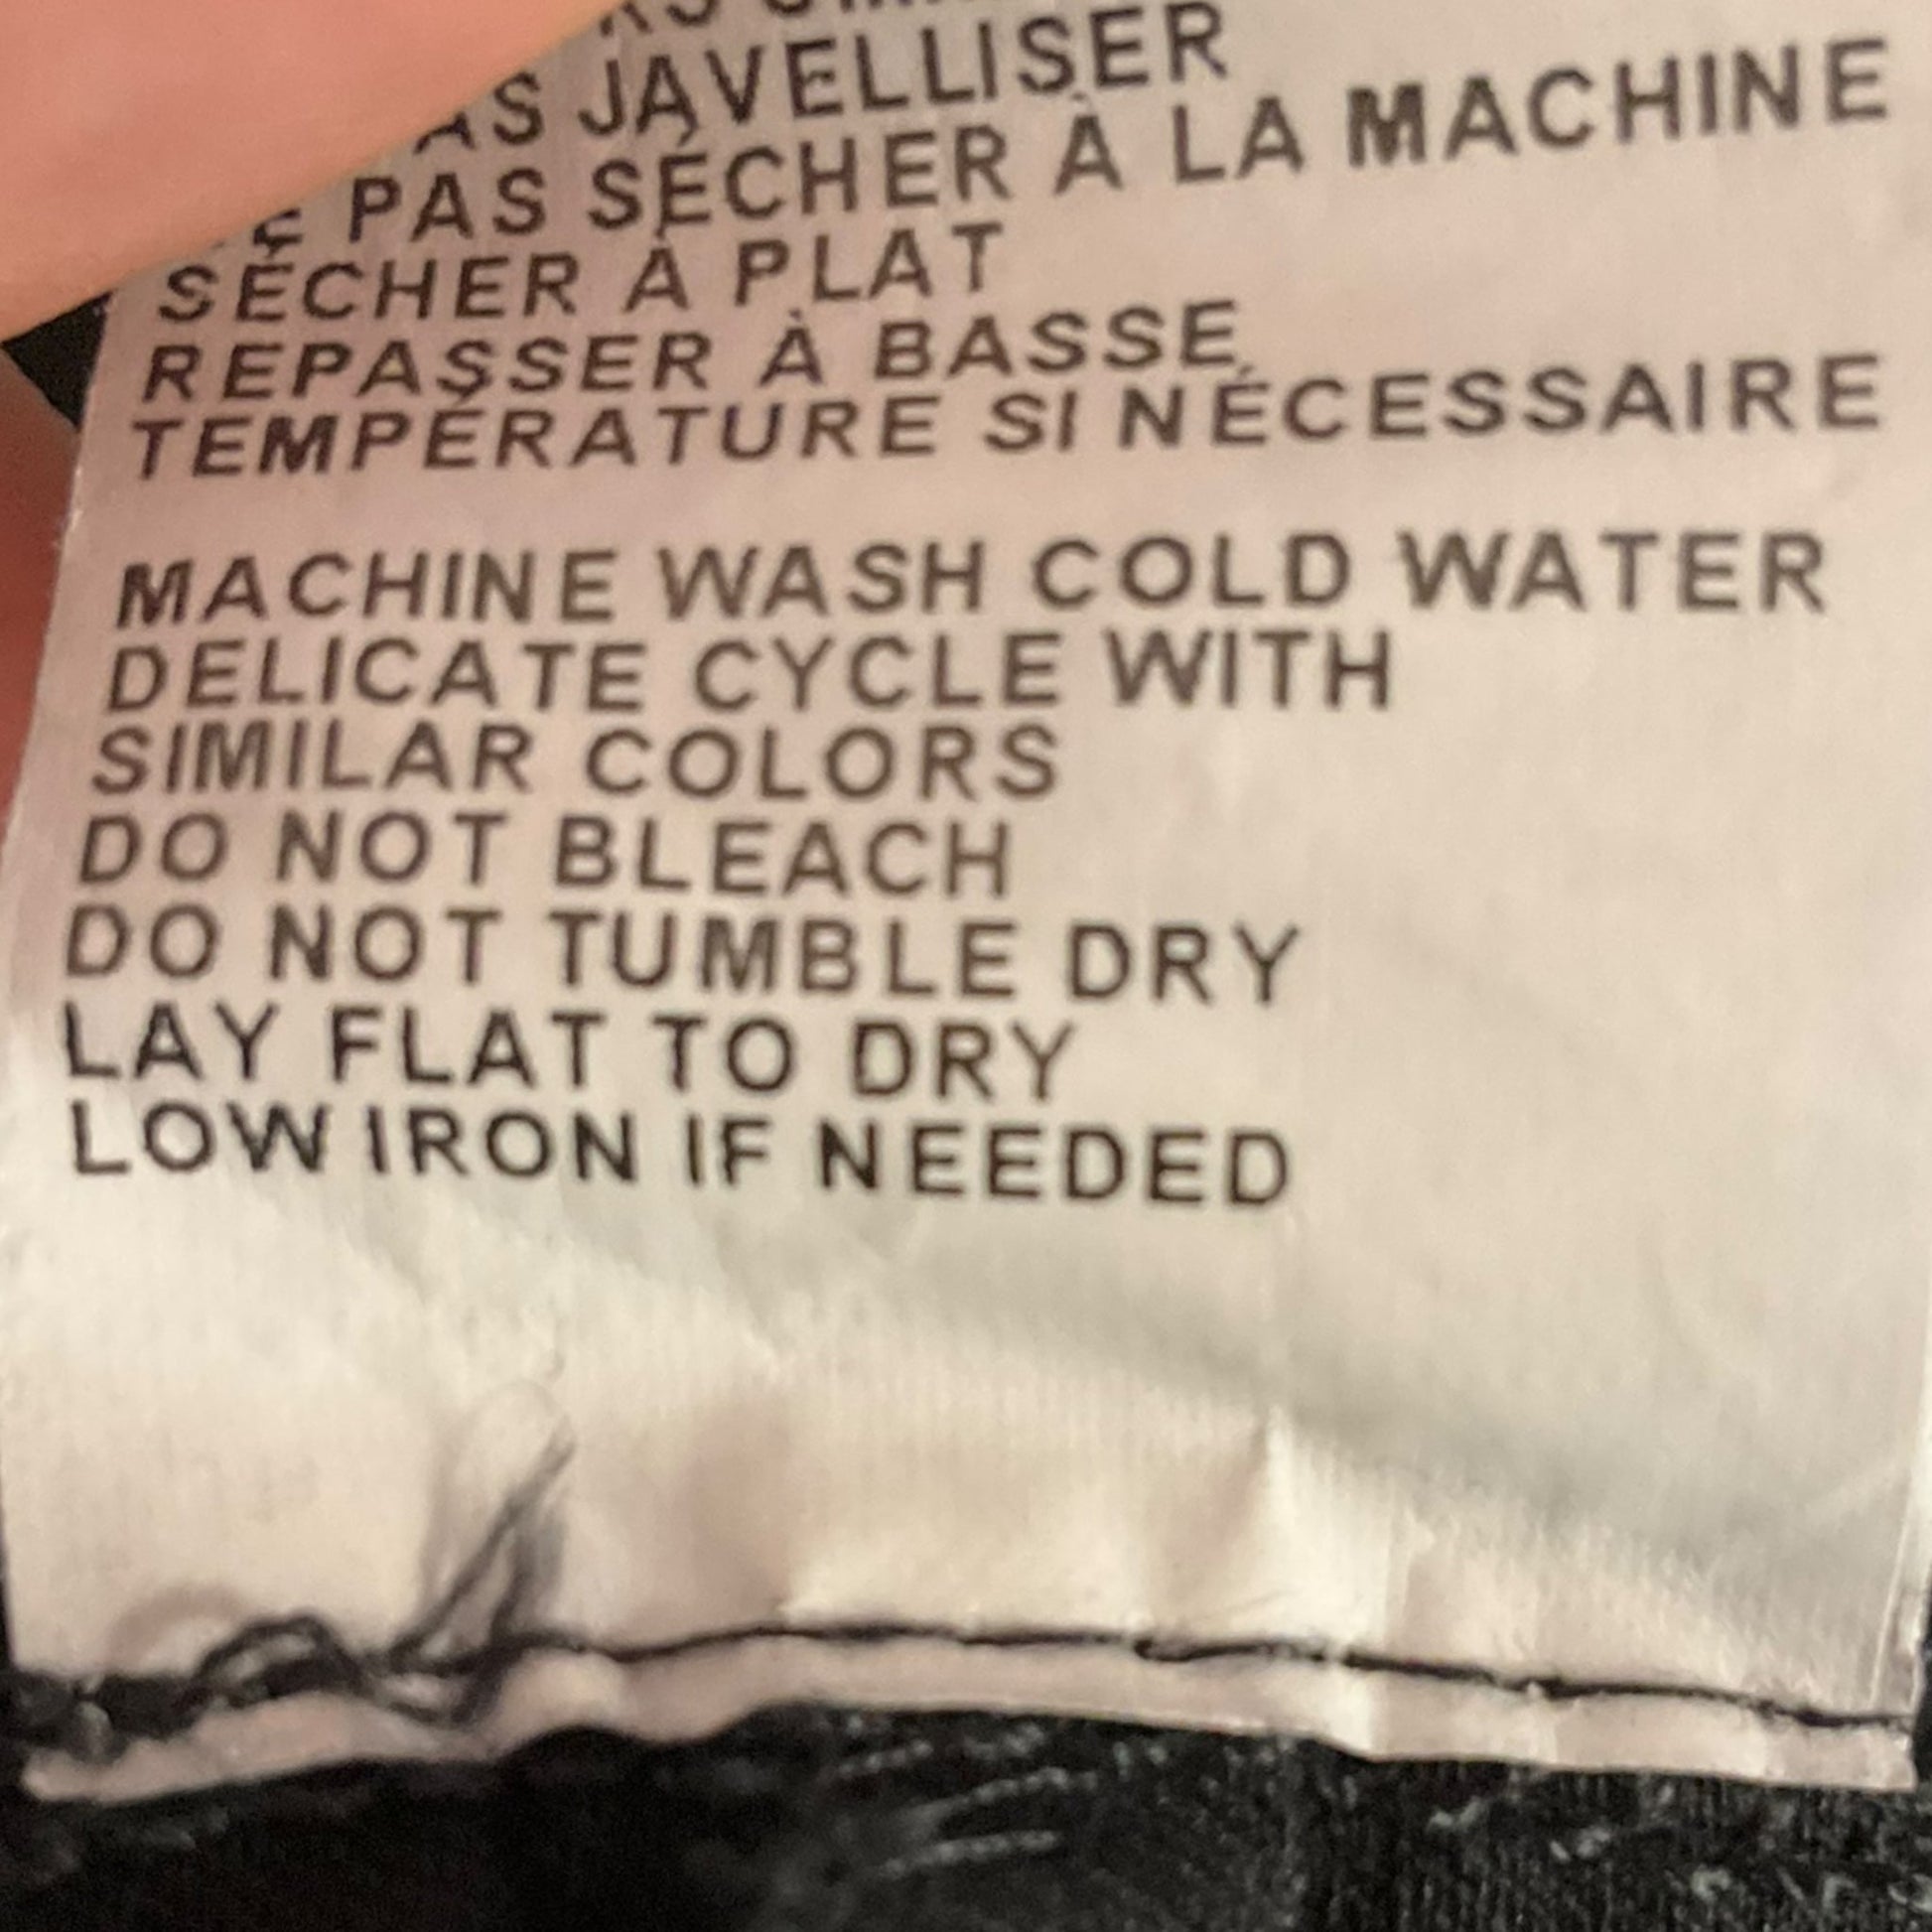 JAVELLISER
PAS SÉCHER À LA MACHINE
SÉCHER À PLAT
REPASSER À BASSE
TEMPÉRATURE SI NÉCESSAIRE
MACHINE WASH COLD WATER
DELICATE CYCLE WITH
SIMILAR COLORS
DO NOT BLEACH
DO NOT TUMBLE DRY
LAY FLAT TO DRY
LOW IRON IF NEEDED